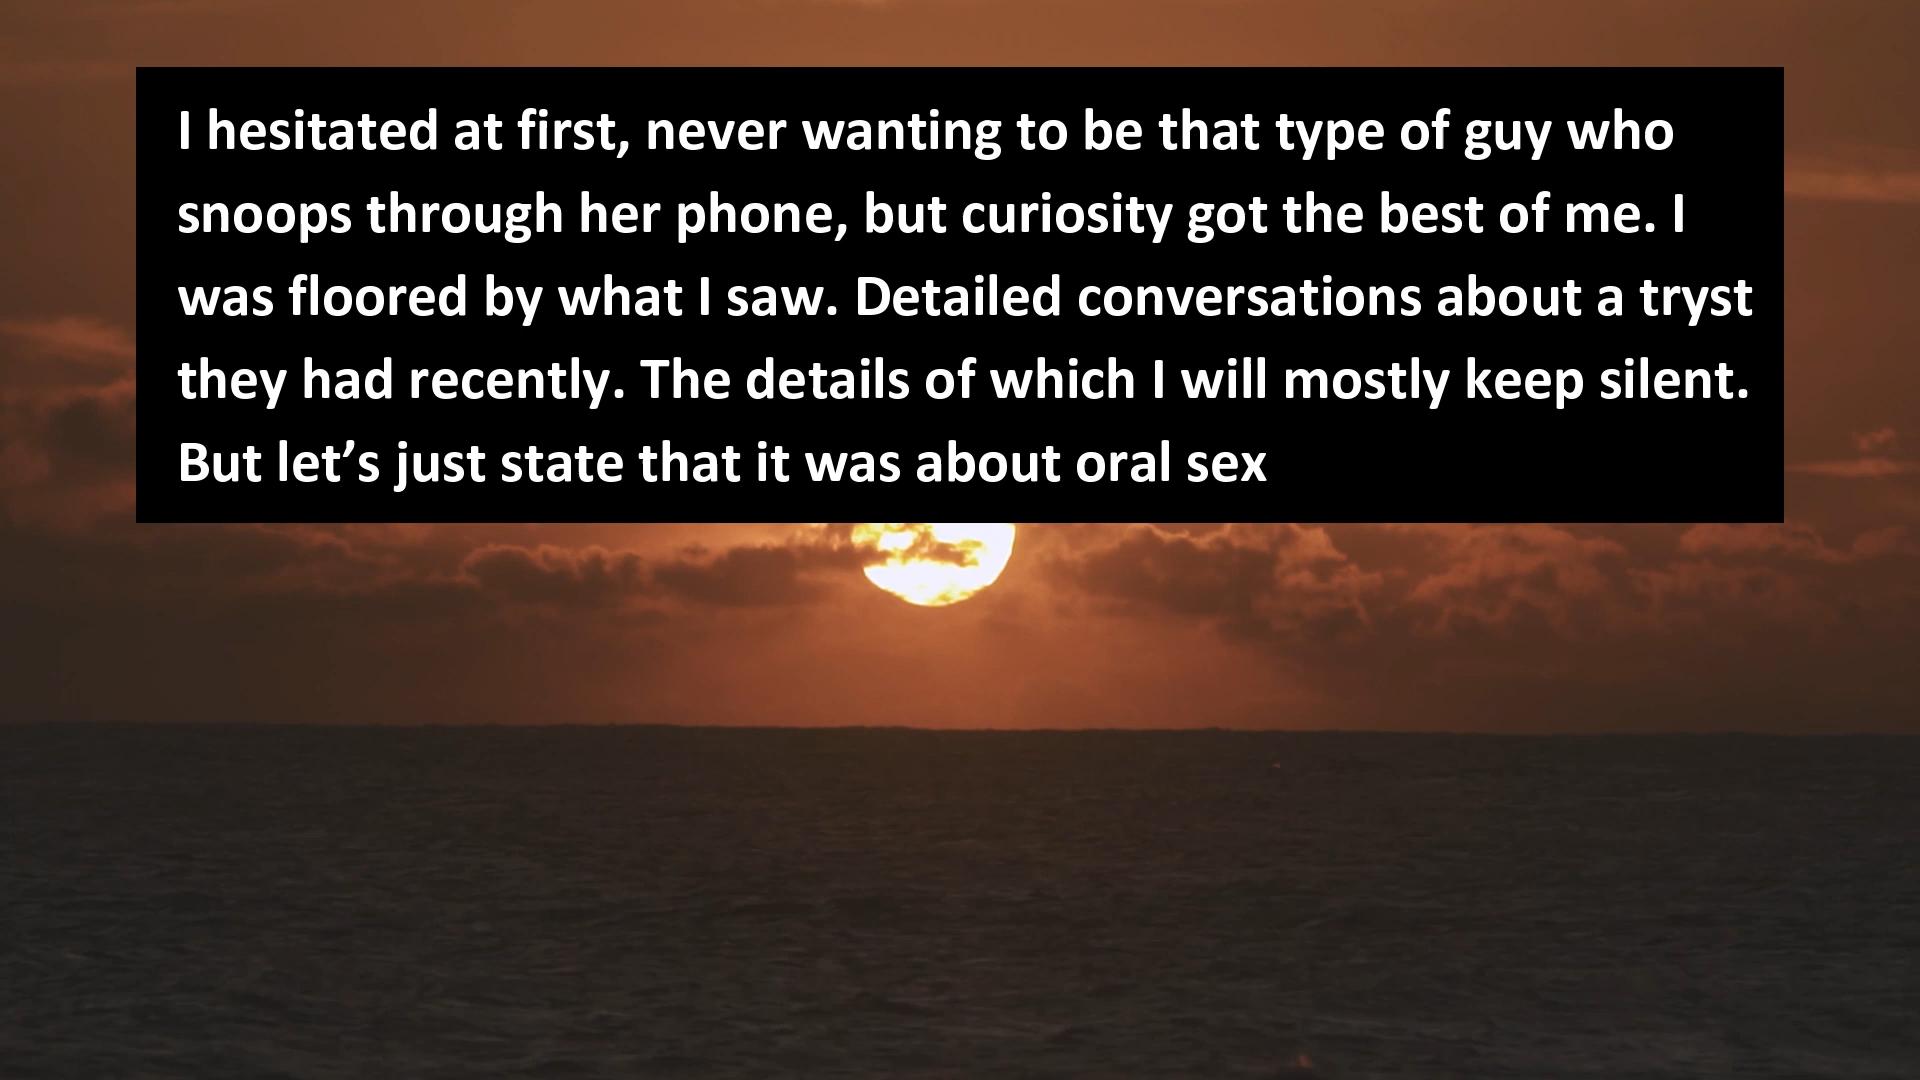 I hesitated at first, never wanting to be that type of guy who
snoops through her phone, but curiosity got the best of me. I
was floored by what I saw. Detailed conversations about a tryst
they had recently. The details of which I will mostly keep silent.
But let’s just state that it was about oral sex